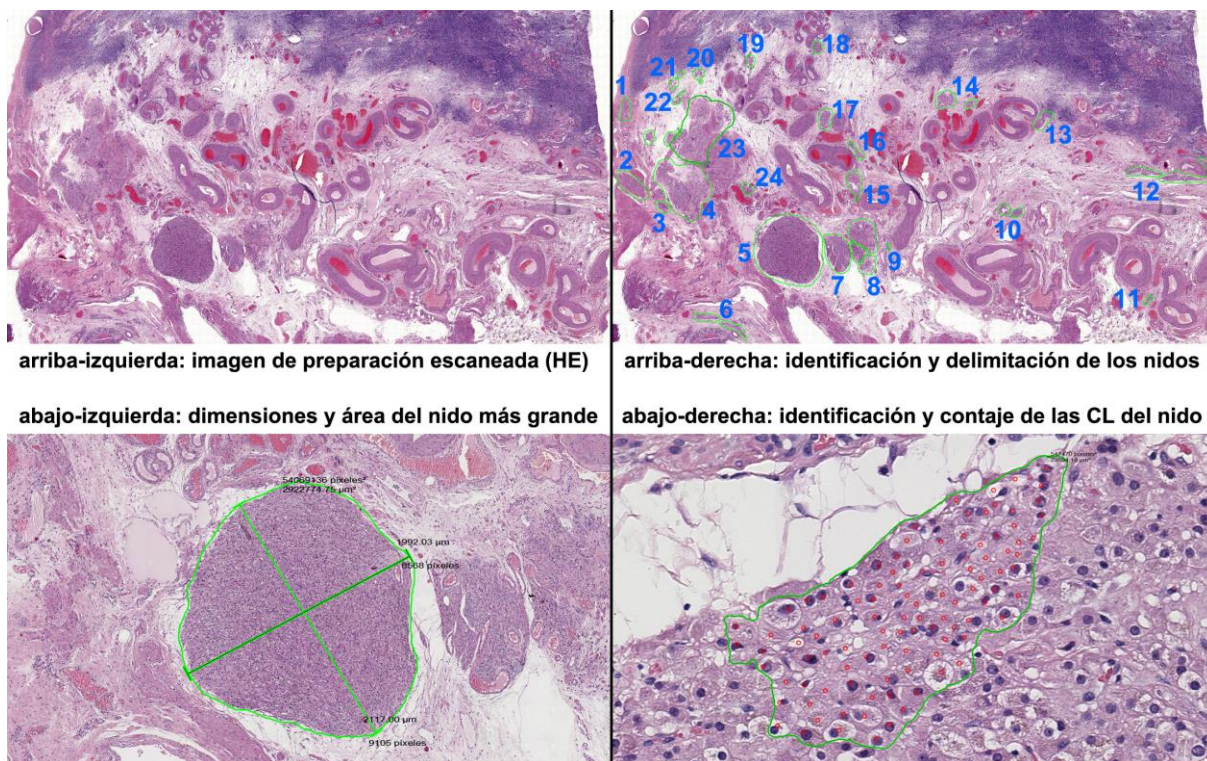 19
18
21
20
1
14
22
17
13
16
2
23
24
12
15
3
4
10
5
9
7
8
11
6
arriba-izquierda: imagen de preparación escaneada (HE)
arriba-derecha: identificación y delimitación de los nidos
abajo-izquierda: dimensiones y área del nido más grande
abajo-derecha: identificación y contaje de las CL del nido
54069136 píxeles²
2922774.75 µm²
1992.03 µm
8568 píxeles
2117.00 µm
9105 píxeles